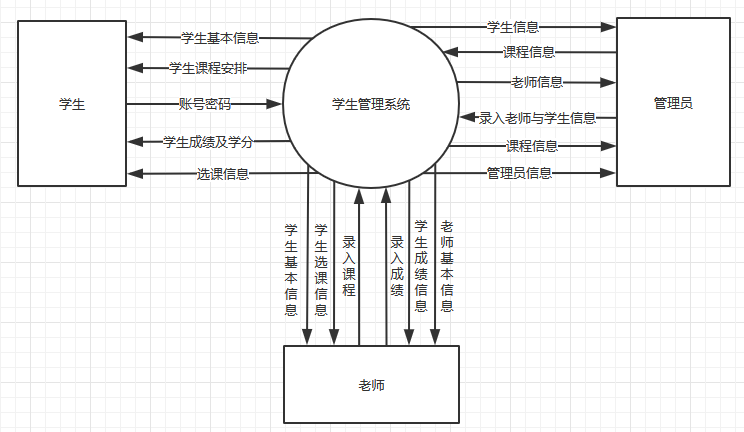 学生信息
学生基本信息
课程信息
学生课程安排
老师信息
学生
账号密码
学生管理系统
管理员
录入老师与学生信息
学生成绩及学分
课程信息
选课信息
管理员信息
学生基本信息
学生选课信息
录入课程
录入成绩
学生成绩信息
老师基本信息
老师